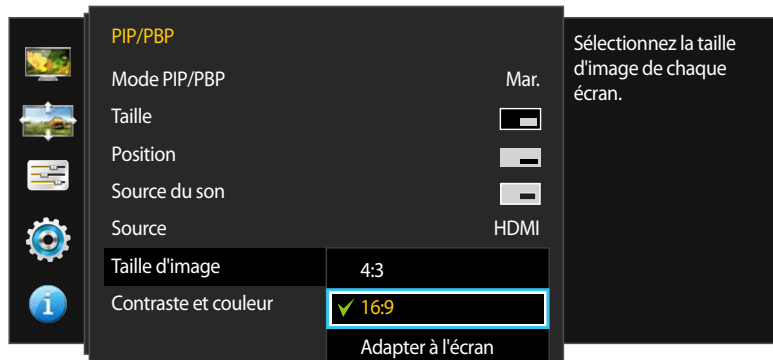 PIP/PBP
Mode PIP/PBP Mar.
Taille
Position
Source du son
Source HDMI
Taille d'image 4:3
Contraste et couleur 16:9
Adapter à l'écran
Sélectionnez la taille
d'image de chaque
écran.